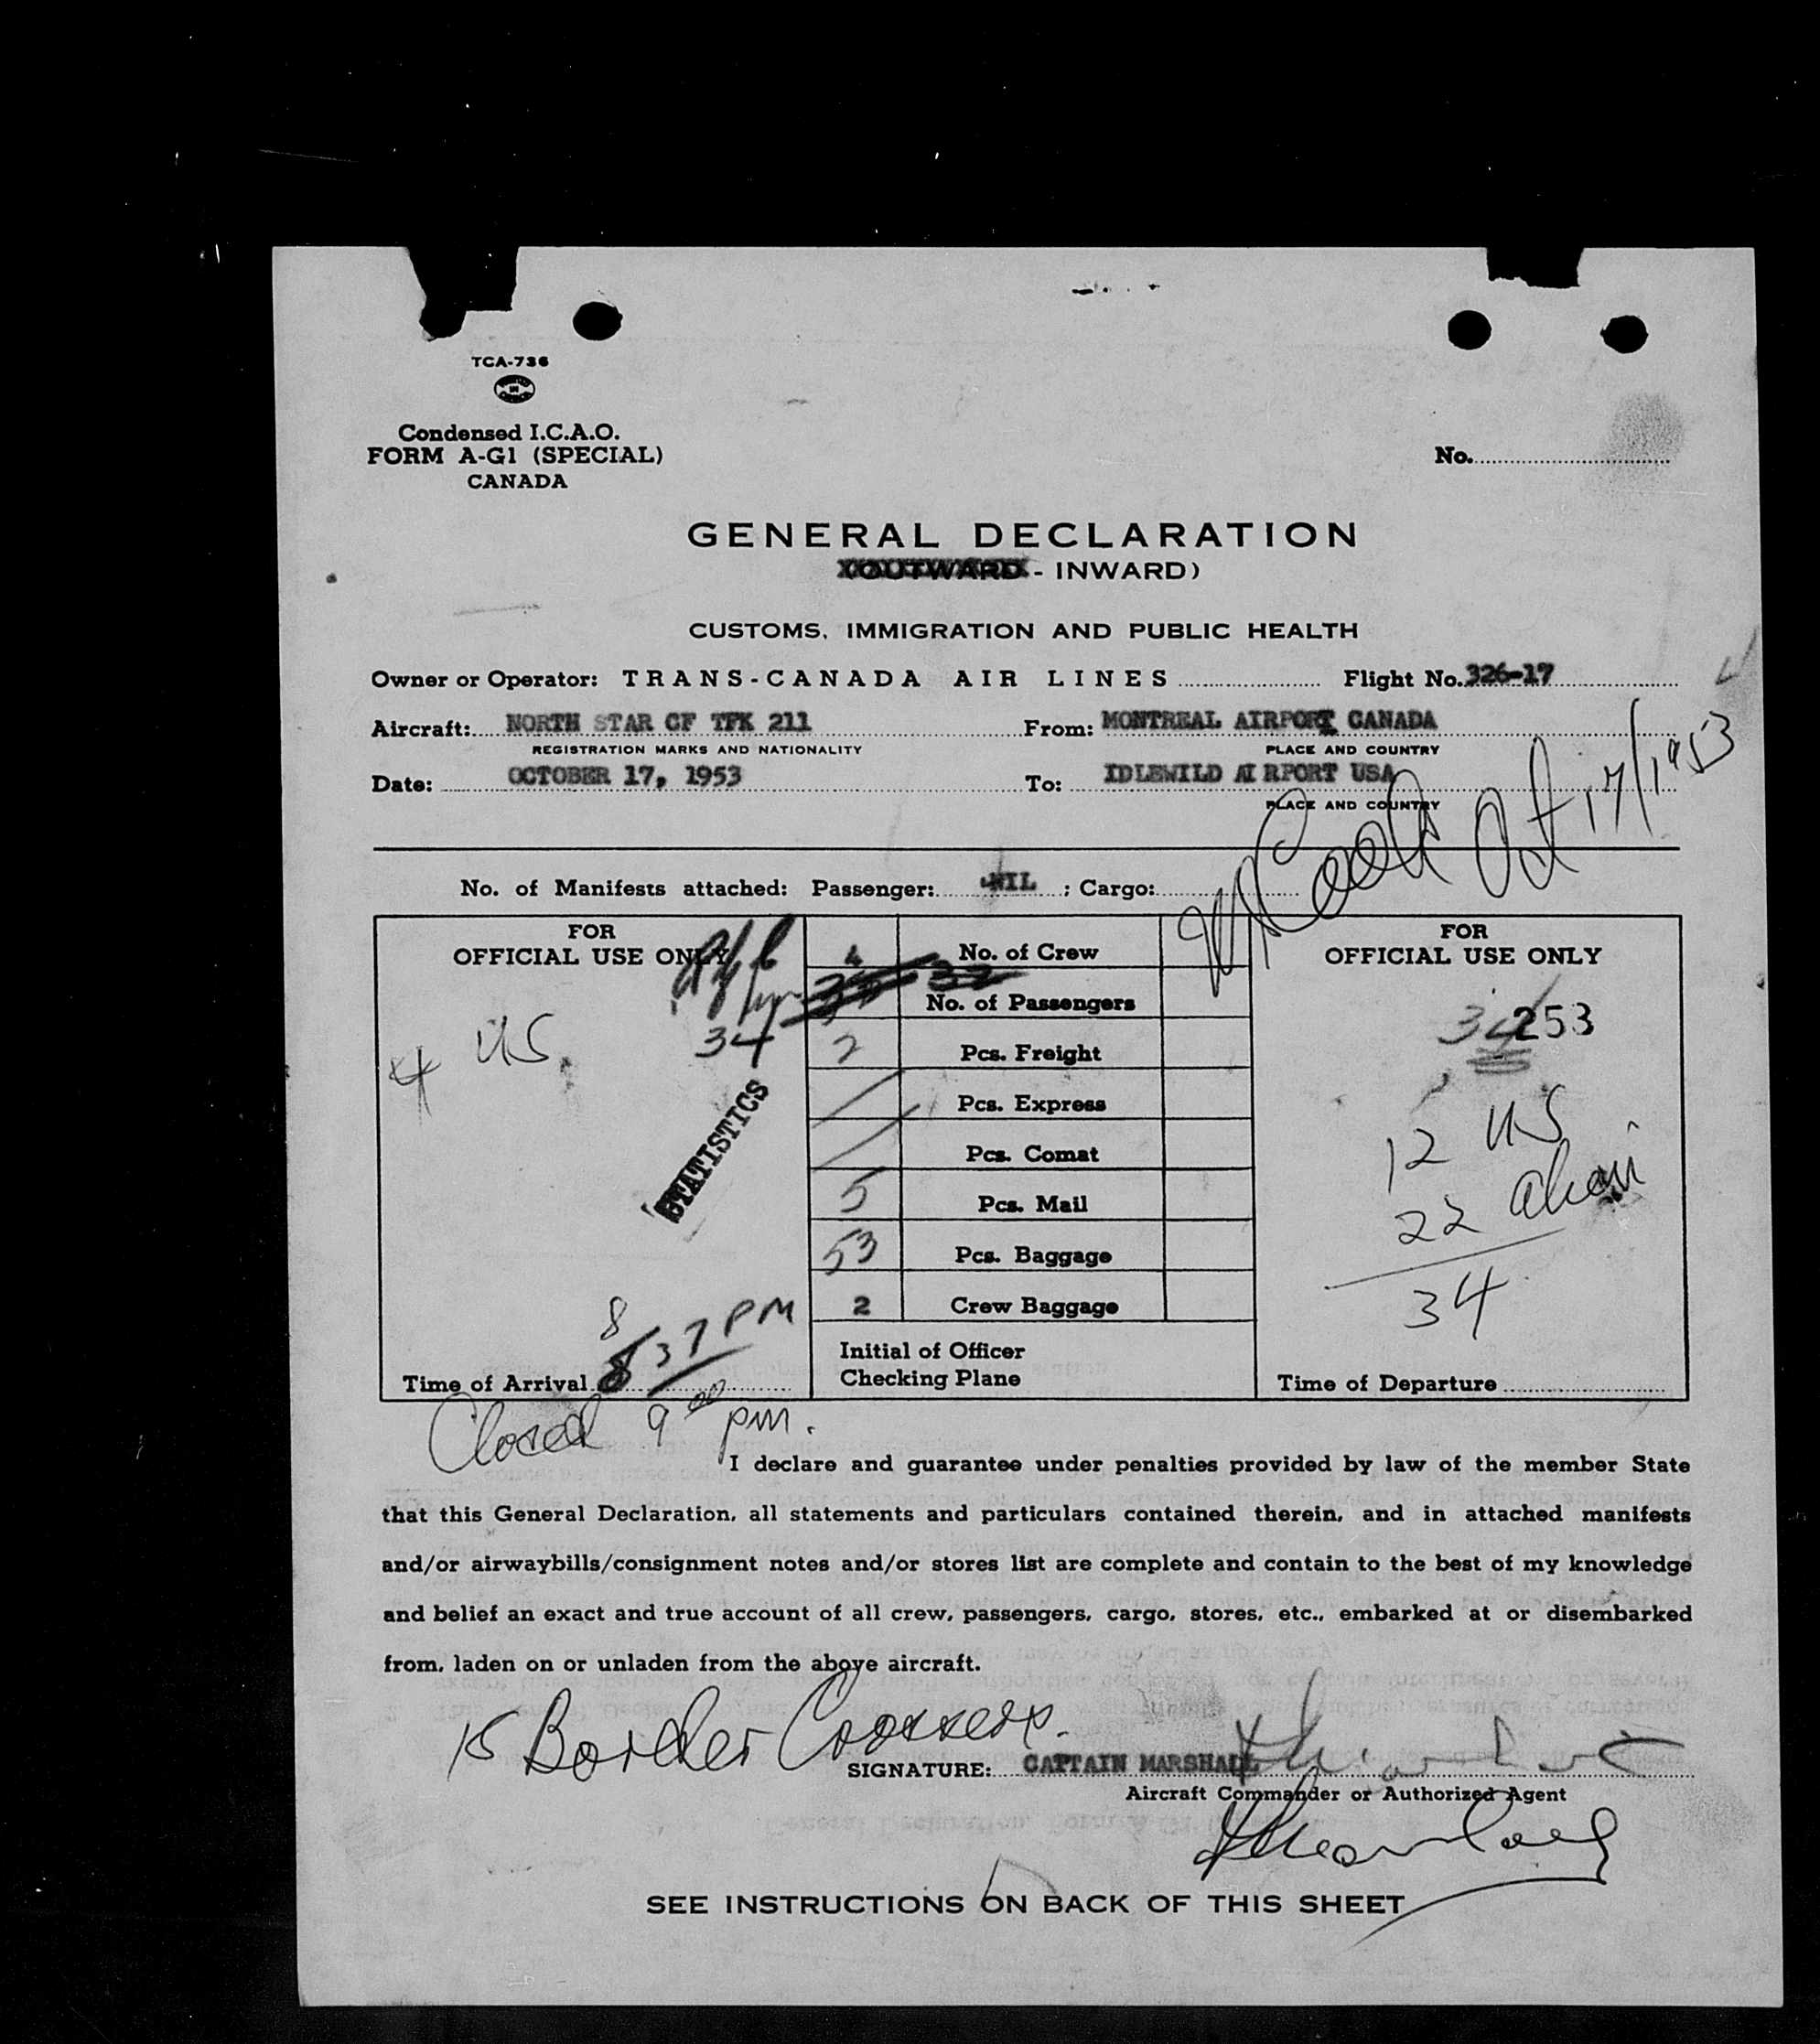 TCA-736
Condensed I.C.A.O.
FORM A-G1 (SPECIAL)
CANADA
No.
GENERAL DECLARATION
(OUTWARD - INWARD)
CUSTOMS, IMMIGRATION AND PUBLIC HEALTH
Owner or Operator: TRANS-CANADA AIR LINES Flight No. 326-17
Aircraft: NORTH STAR CF TFK 211 From: MONTREAL AIRPORT CANADA
REGISTRATION MARKS AND NATIONALITY PLACE AND COUNTRY
Date: OCTOBER 17, 1953 To: IDLEWILD AIRPORT USA
PLACE AND COUNTRY
17/1953
No. of Manifests attached: Passenger: NIL ; Cargo:
FOR
OFFICIAL USE ONLY
4 US
34
STATISTICS
8
8 37 PM
Time of Arrival
Closed 9 00 pm.
4 No. of Crew
33 No. of Passengers
2 Pcs. Freight
Pcs. Express
Pcs. Comat
5 Pcs. Mail
53 Pcs. Baggage
2 Crew Baggage
Initial of Officer
Checking Plane
FOR
OFFICIAL USE ONLY
34 253
12 US
22 alien
34
Time of Departure
I declare and guarantee under penalties provided by law of the member State
that this General Declaration, all statements and particulars contained therein, and in attached manifests
and/or airwaybills/consignment notes and/or stores list are complete and contain to the best of my knowledge
and belief an exact and true account of all crew, passengers, cargo, stores, etc., embarked at or disembarked
from, laden on or unladen from the above aircraft.
15 Border Crossers.
SIGNATURE: CAPTAIN MARSHALL
Aircraft Commander or Authorized Agent
SEE INSTRUCTIONS ON BACK OF THIS SHEET